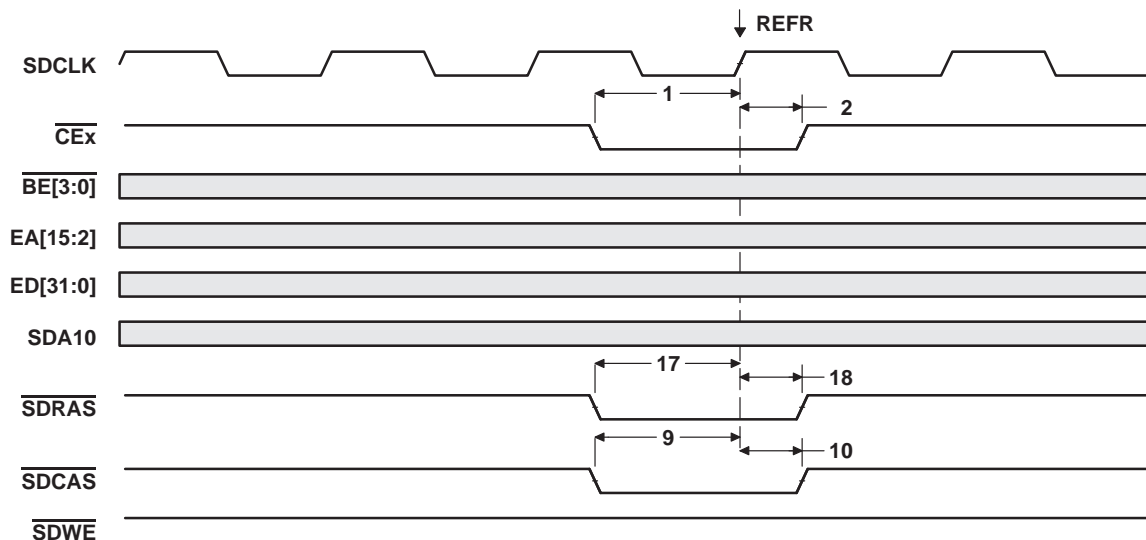 REFR
SDCLK
1
2
CEx
BE[3:0]
EA[15:2]
ED[31:0]
SDA10
17
18
SDRAS
9
10
SDCAS
SDWE